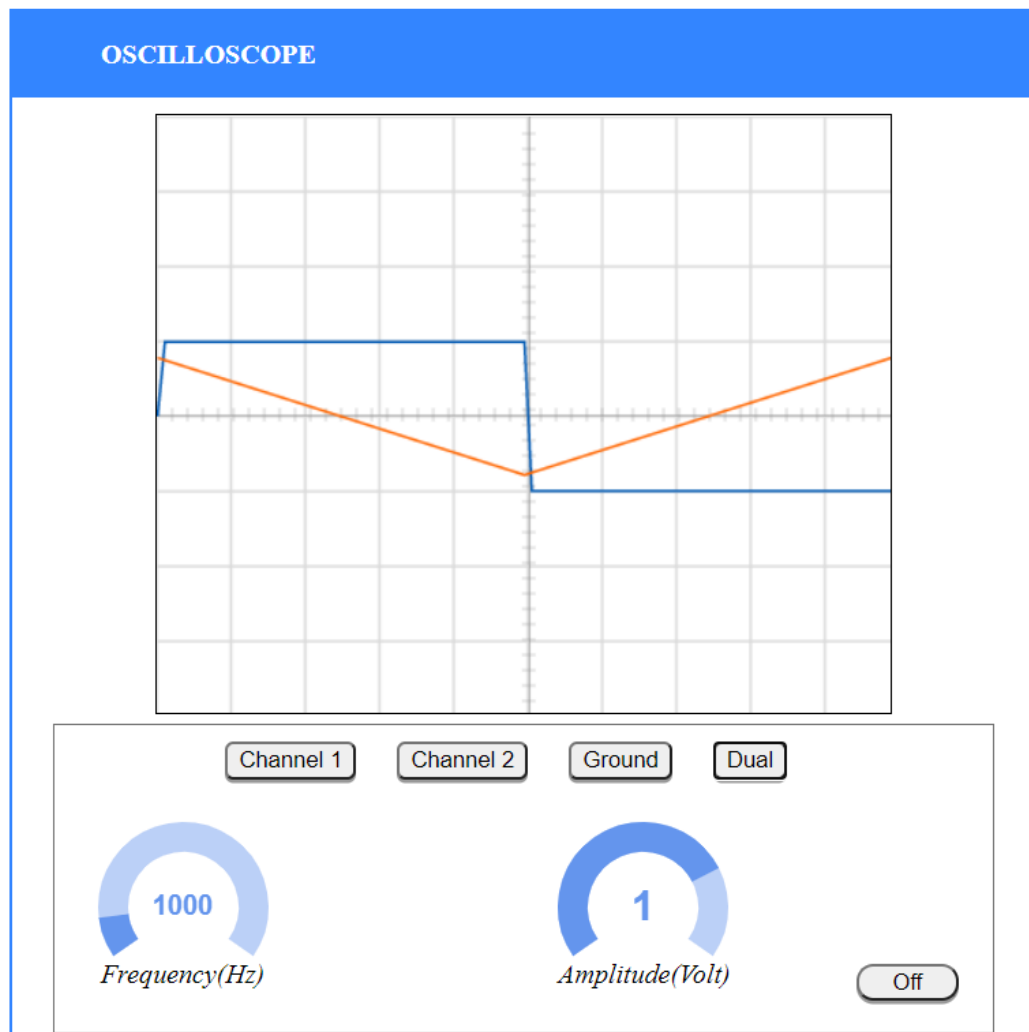 OSCILLOSCOPE
Channel 1 Channel 2 Ground Dual
1000 1
Frequency(Hz) Amplitude(Volt)
Off